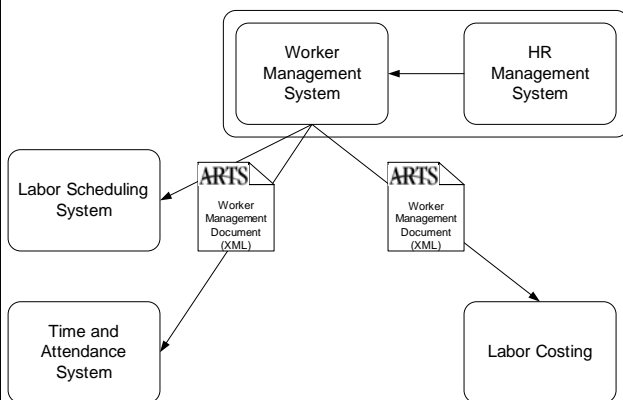 Worker
Management
System
HR
Management
System
Labor Scheduling
System
ARTS
Worker
Management
Document
(XML)
ARTS
Worker
Management
Document
(XML)
Time and
Attendance
System
Labor Costing